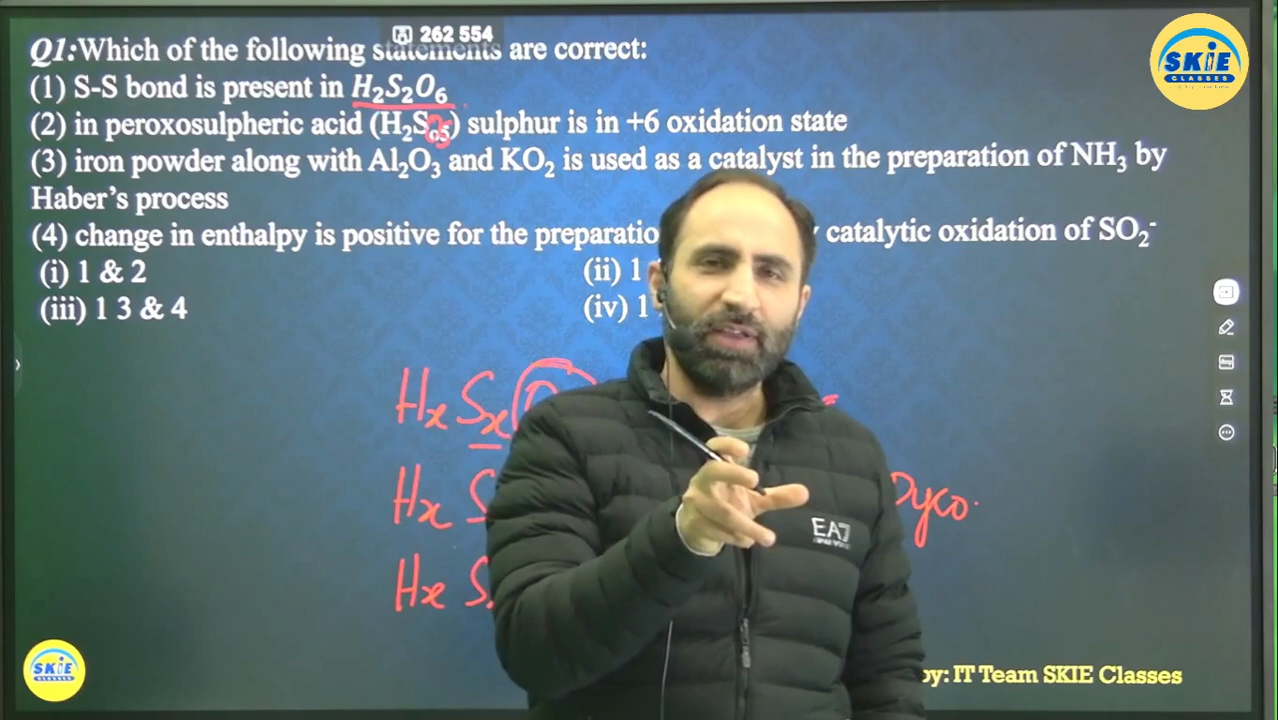 262 554
Q1:Which of the following statements are correct:
(1) S-S bond is present in H₂S₂O₆
(2) in peroxosulpheric acid (H₂SO₅) sulphur is in +6 oxidation state
(3) iron powder along with Al₂O₃ and KO₂ is used as a catalyst in the preparation of NH₃ by
Haber's process
(4) change in enthalpy is positive for the preparatio y catalytic oxidation of SO₂⁻
(i) 1 & 2 (ii) 1
(iii) 1 3 & 4 (iv) 1
Hx Sx O
Hx S Dyco.
Hx S
EA7
by: IT Team SKIE Classes
SKIE
CLASSES
SKIE
CLASSES